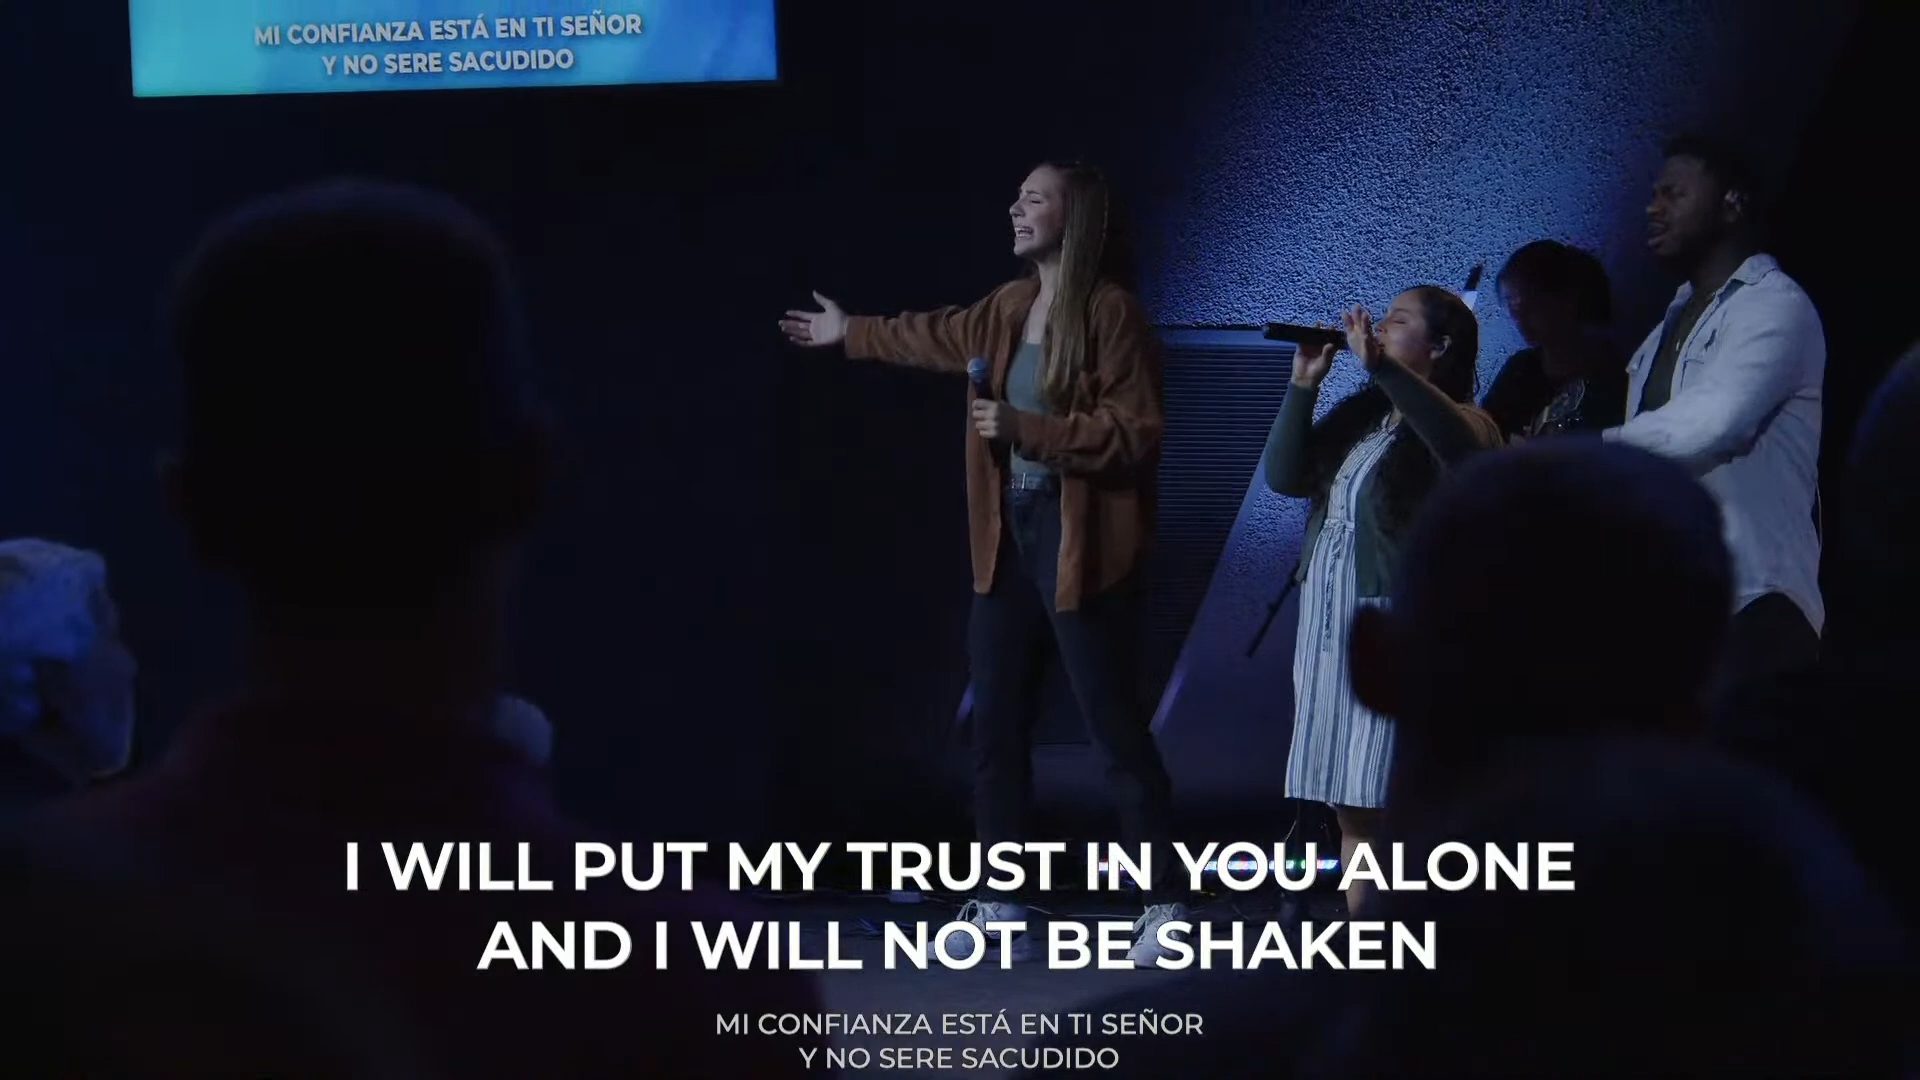 MI CONFIANZA ESTÁ EN TI SEÑOR
Y NO SERE SACUDIDO
I WILL PUT MY TRUST IN YOU ALONE
AND I WILL NOT BE SHAKEN
MI CONFIANZA ESTÁ EN TI SEÑOR
Y NO SERE SACUDIDO